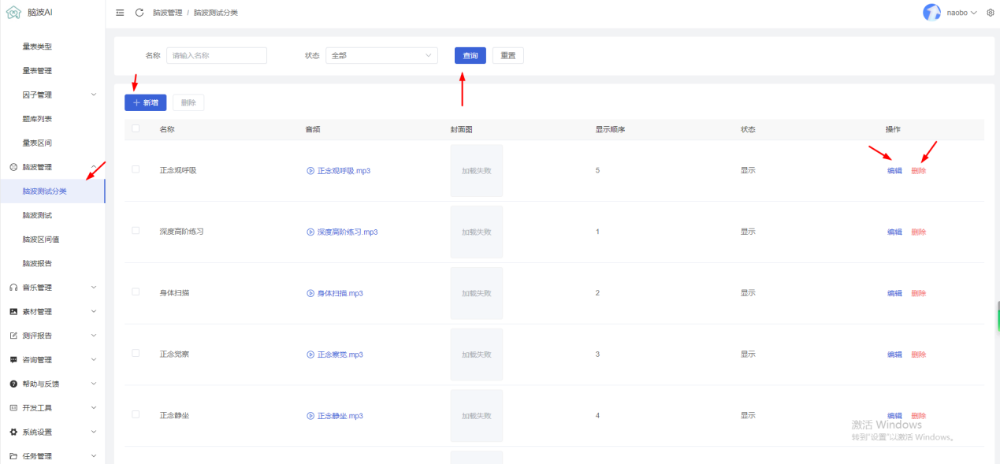 脑波AI
脑波管理 / 脑波测试分类
naobo
量表类型
量表管理
因子管理
题库列表
量表区间
脑波管理
脑波测试分类
脑波测试
脑波区间值
脑波报告
音乐管理
素材管理
测评报告
咨询管理
帮助与反馈
开发工具
系统设置
任务管理
名称 请输入名称 状态 全部 查询 重置
新增 删除
名称 音频 封面图 显示顺序 状态 操作
正念观呼吸 正念观呼吸.mp3 加载失败 5 显示 编辑 删除
深度高阶练习 深度高阶练习.mp3 加载失败 1 显示 编辑 删除
身体扫描 身体扫描.mp3 加载失败 2 显示 编辑 删除
正念觉察 正念察觉.mp3 加载失败 3 显示 编辑 删除
正念静坐 正念静坐.mp3 加载失败 4 显示 编辑 删除
激活 Windows
转到"设置"以激活 Windows。